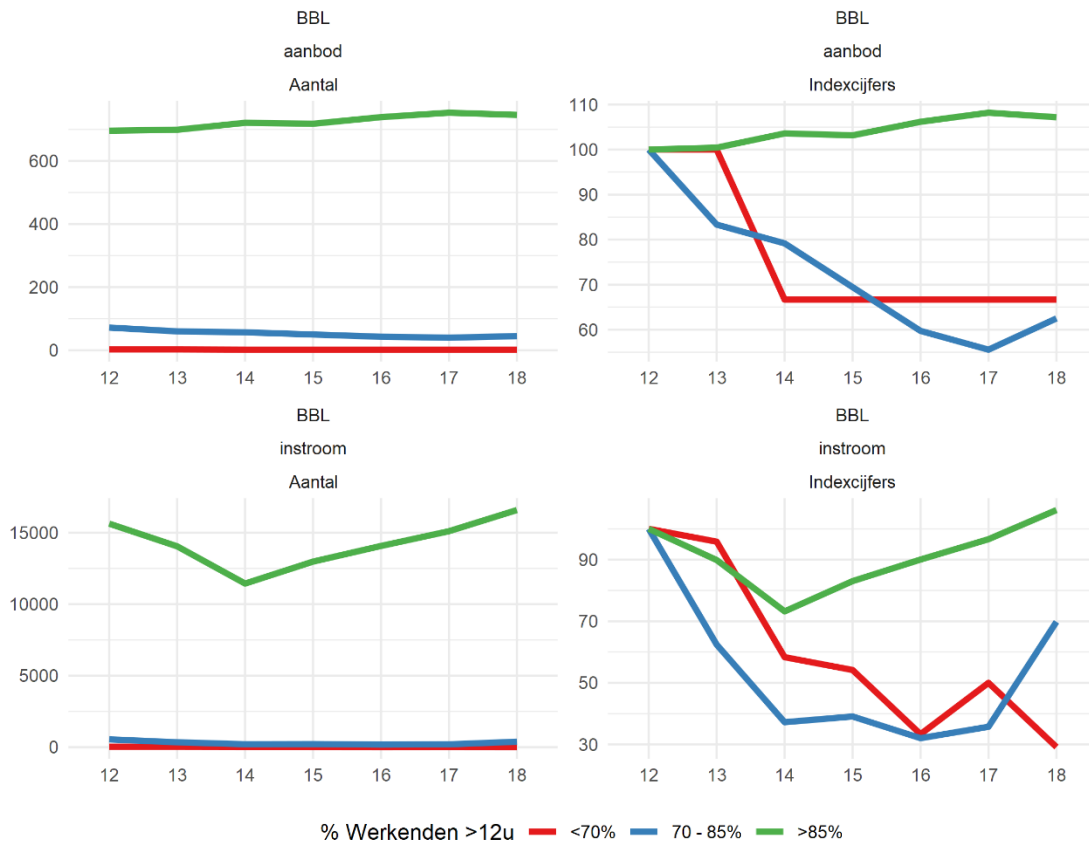 BBL
aanbod
Aantal
600
400
200
0
12 13 14 15 16 17 18
BBL
aanbod
Indexcijfers
110
100
90
80
70
60
12 13 14 15 16 17 18
BBL
instroom
Aantal
15000
10000
5000
0
12 13 14 15 16 17 18
BBL
instroom
Indexcijfers
90
70
50
30
12 13 14 15 16 17 18
% Werkenden >12u <70% 70 - 85% >85%